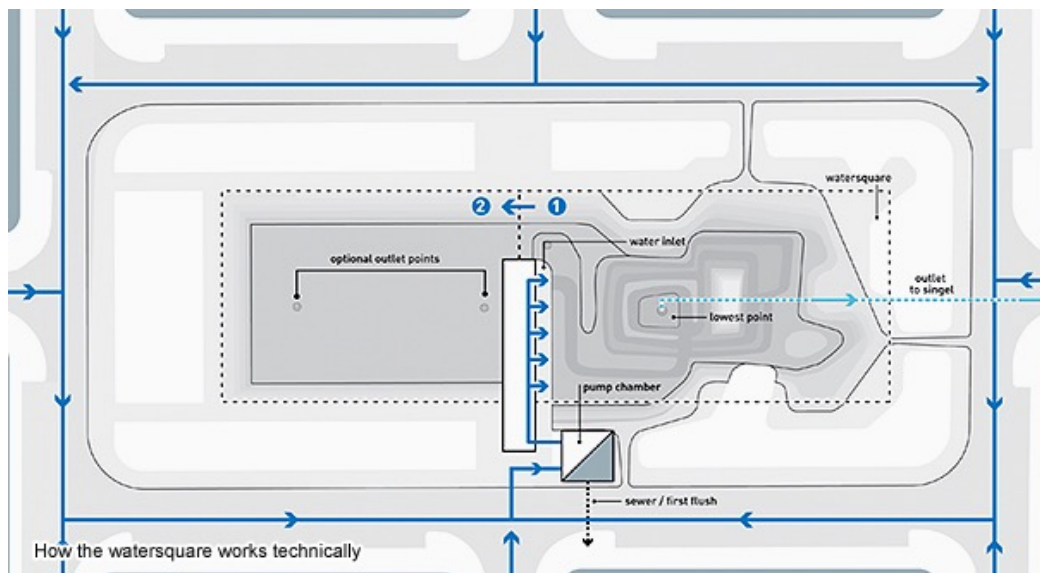 watersquare
2 1
water inlet
optional outlet points
outlet
to singel
lowest point
pump chamber
sewer / first flush
How the watersquare works technically